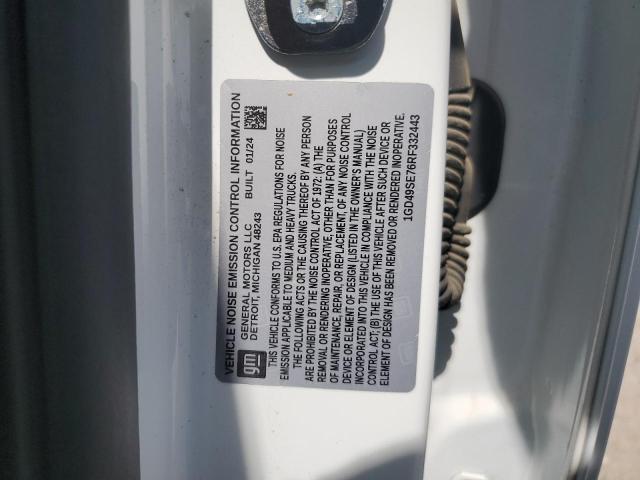 VEHICLE NOISE EMISSION CONTROL INFORMATION
gm
GENERAL MOTORS LLC BUILT 01/24
DETROIT, MICHIGAN 48243
THIS VEHICLE CONFORMS TO U.S. EPA REGULATIONS FOR NOISE
EMISSION APPLICABLE TO MEDIUM AND HEAVY TRUCKS.
THE FOLLOWING ACTS OR THE CAUSING THEREOF BY ANY PERSON
ARE PROHIBITED BY THE NOISE CONTROL ACT OF 1972: (A) THE
REMOVAL OR RENDERING INOPERATIVE, OTHER THAN FOR PURPOSES
OF MAINTENANCE, REPAIR, OR REPLACEMENT, OF ANY NOISE CONTROL
DEVICE OR ELEMENT OF DESIGN (LISTED IN THE OWNER'S MANUAL)
INCORPORATED INTO THIS VEHICLE IN COMPLIANCE WITH THE NOISE
CONTROL ACT; (B) THE USE OF THIS VEHICLE AFTER SUCH DEVICE OR
ELEMENT OF DESIGN HAS BEEN REMOVED OR RENDERED INOPERATIVE.
1GD49SE76RF332443